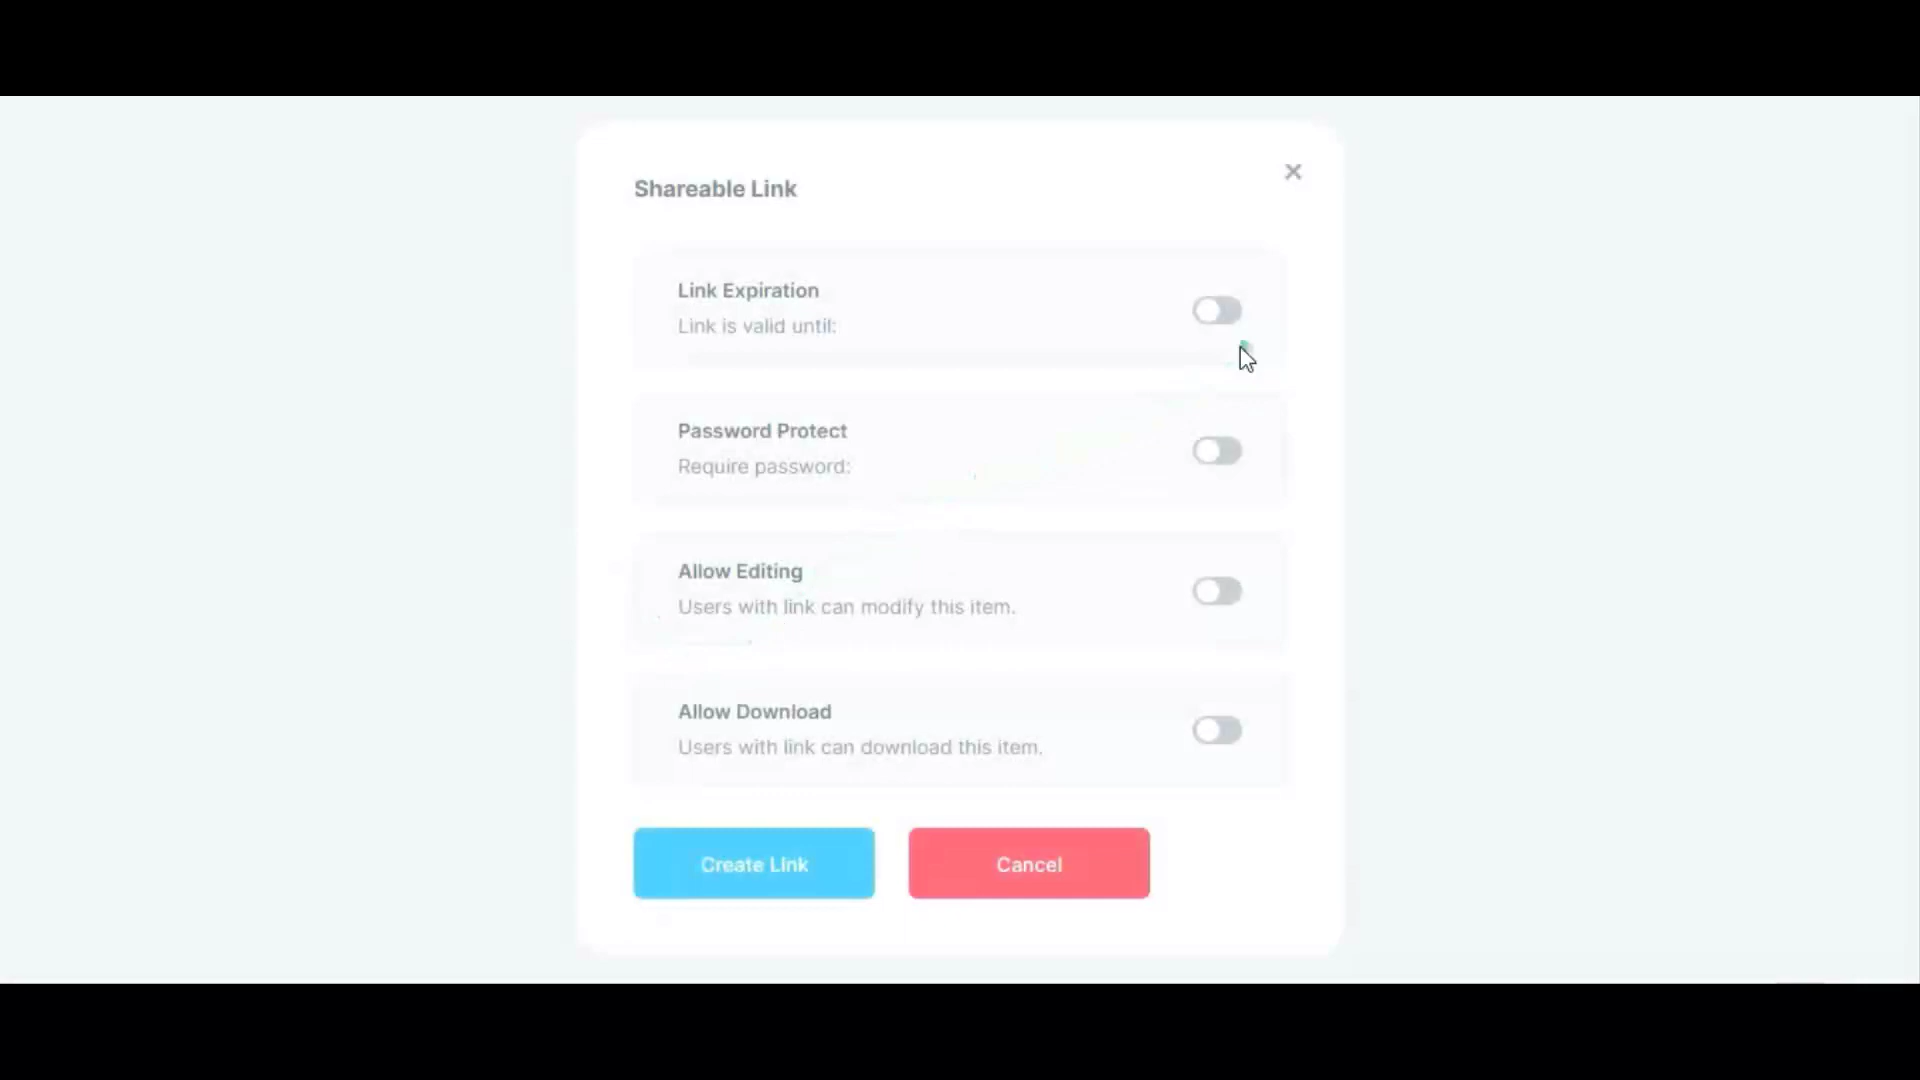 Shareable Link
Link Expiration
Link is valid until:
Password Protect
Require password:
Allow Editing
Users with link can modify this item.
Allow Download
Users with link can download this item.
Create Link
Cancel